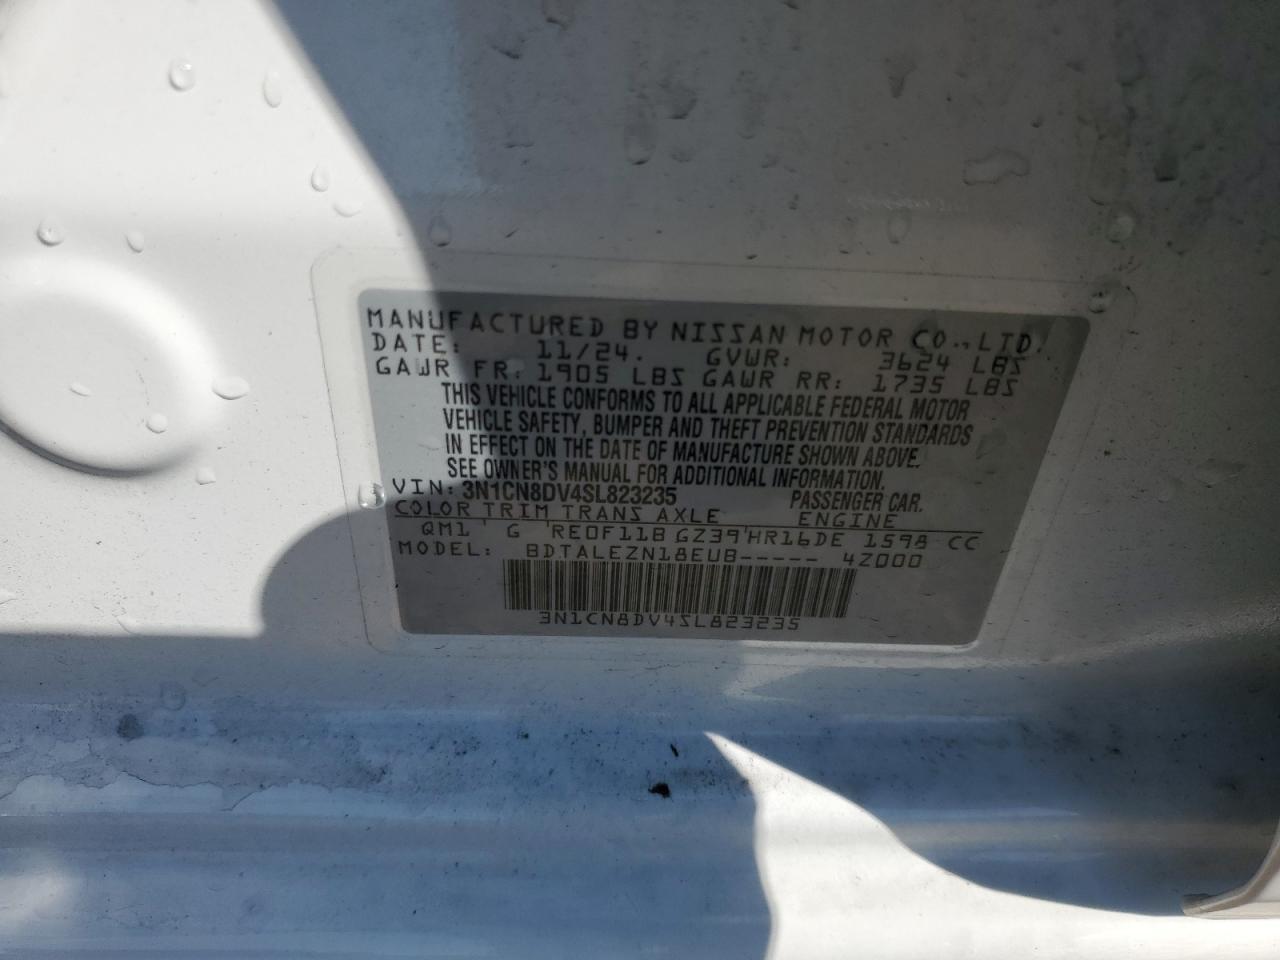 MANUFACTURED BY NISSAN MOTOR CO., LTD.
DATE: 11/24. GVWR: 3624 LBS
GAWR FR: 1905 LBS GAWR RR: 1735 LBS
THIS VEHICLE CONFORMS TO ALL APPLICABLE FEDERAL MOTOR
VEHICLE SAFETY, BUMPER AND THEFT PREVENTION STANDARDS
IN EFFECT ON THE DATE OF MANUFACTURE SHOWN ABOVE.
SEE OWNER'S MANUAL FOR ADDITIONAL INFORMATION.
VIN: 3N1CN8DV4SL823235 PASSENGER CAR.
COLOR TRIM TRANS AXLE ENGINE
QM1 ' G 'RE0F11B GZ39'HR16DE 1598 CC
MODEL: BDTALEZN18EUB----- 4Z000
3N1CN8DV4SL823235